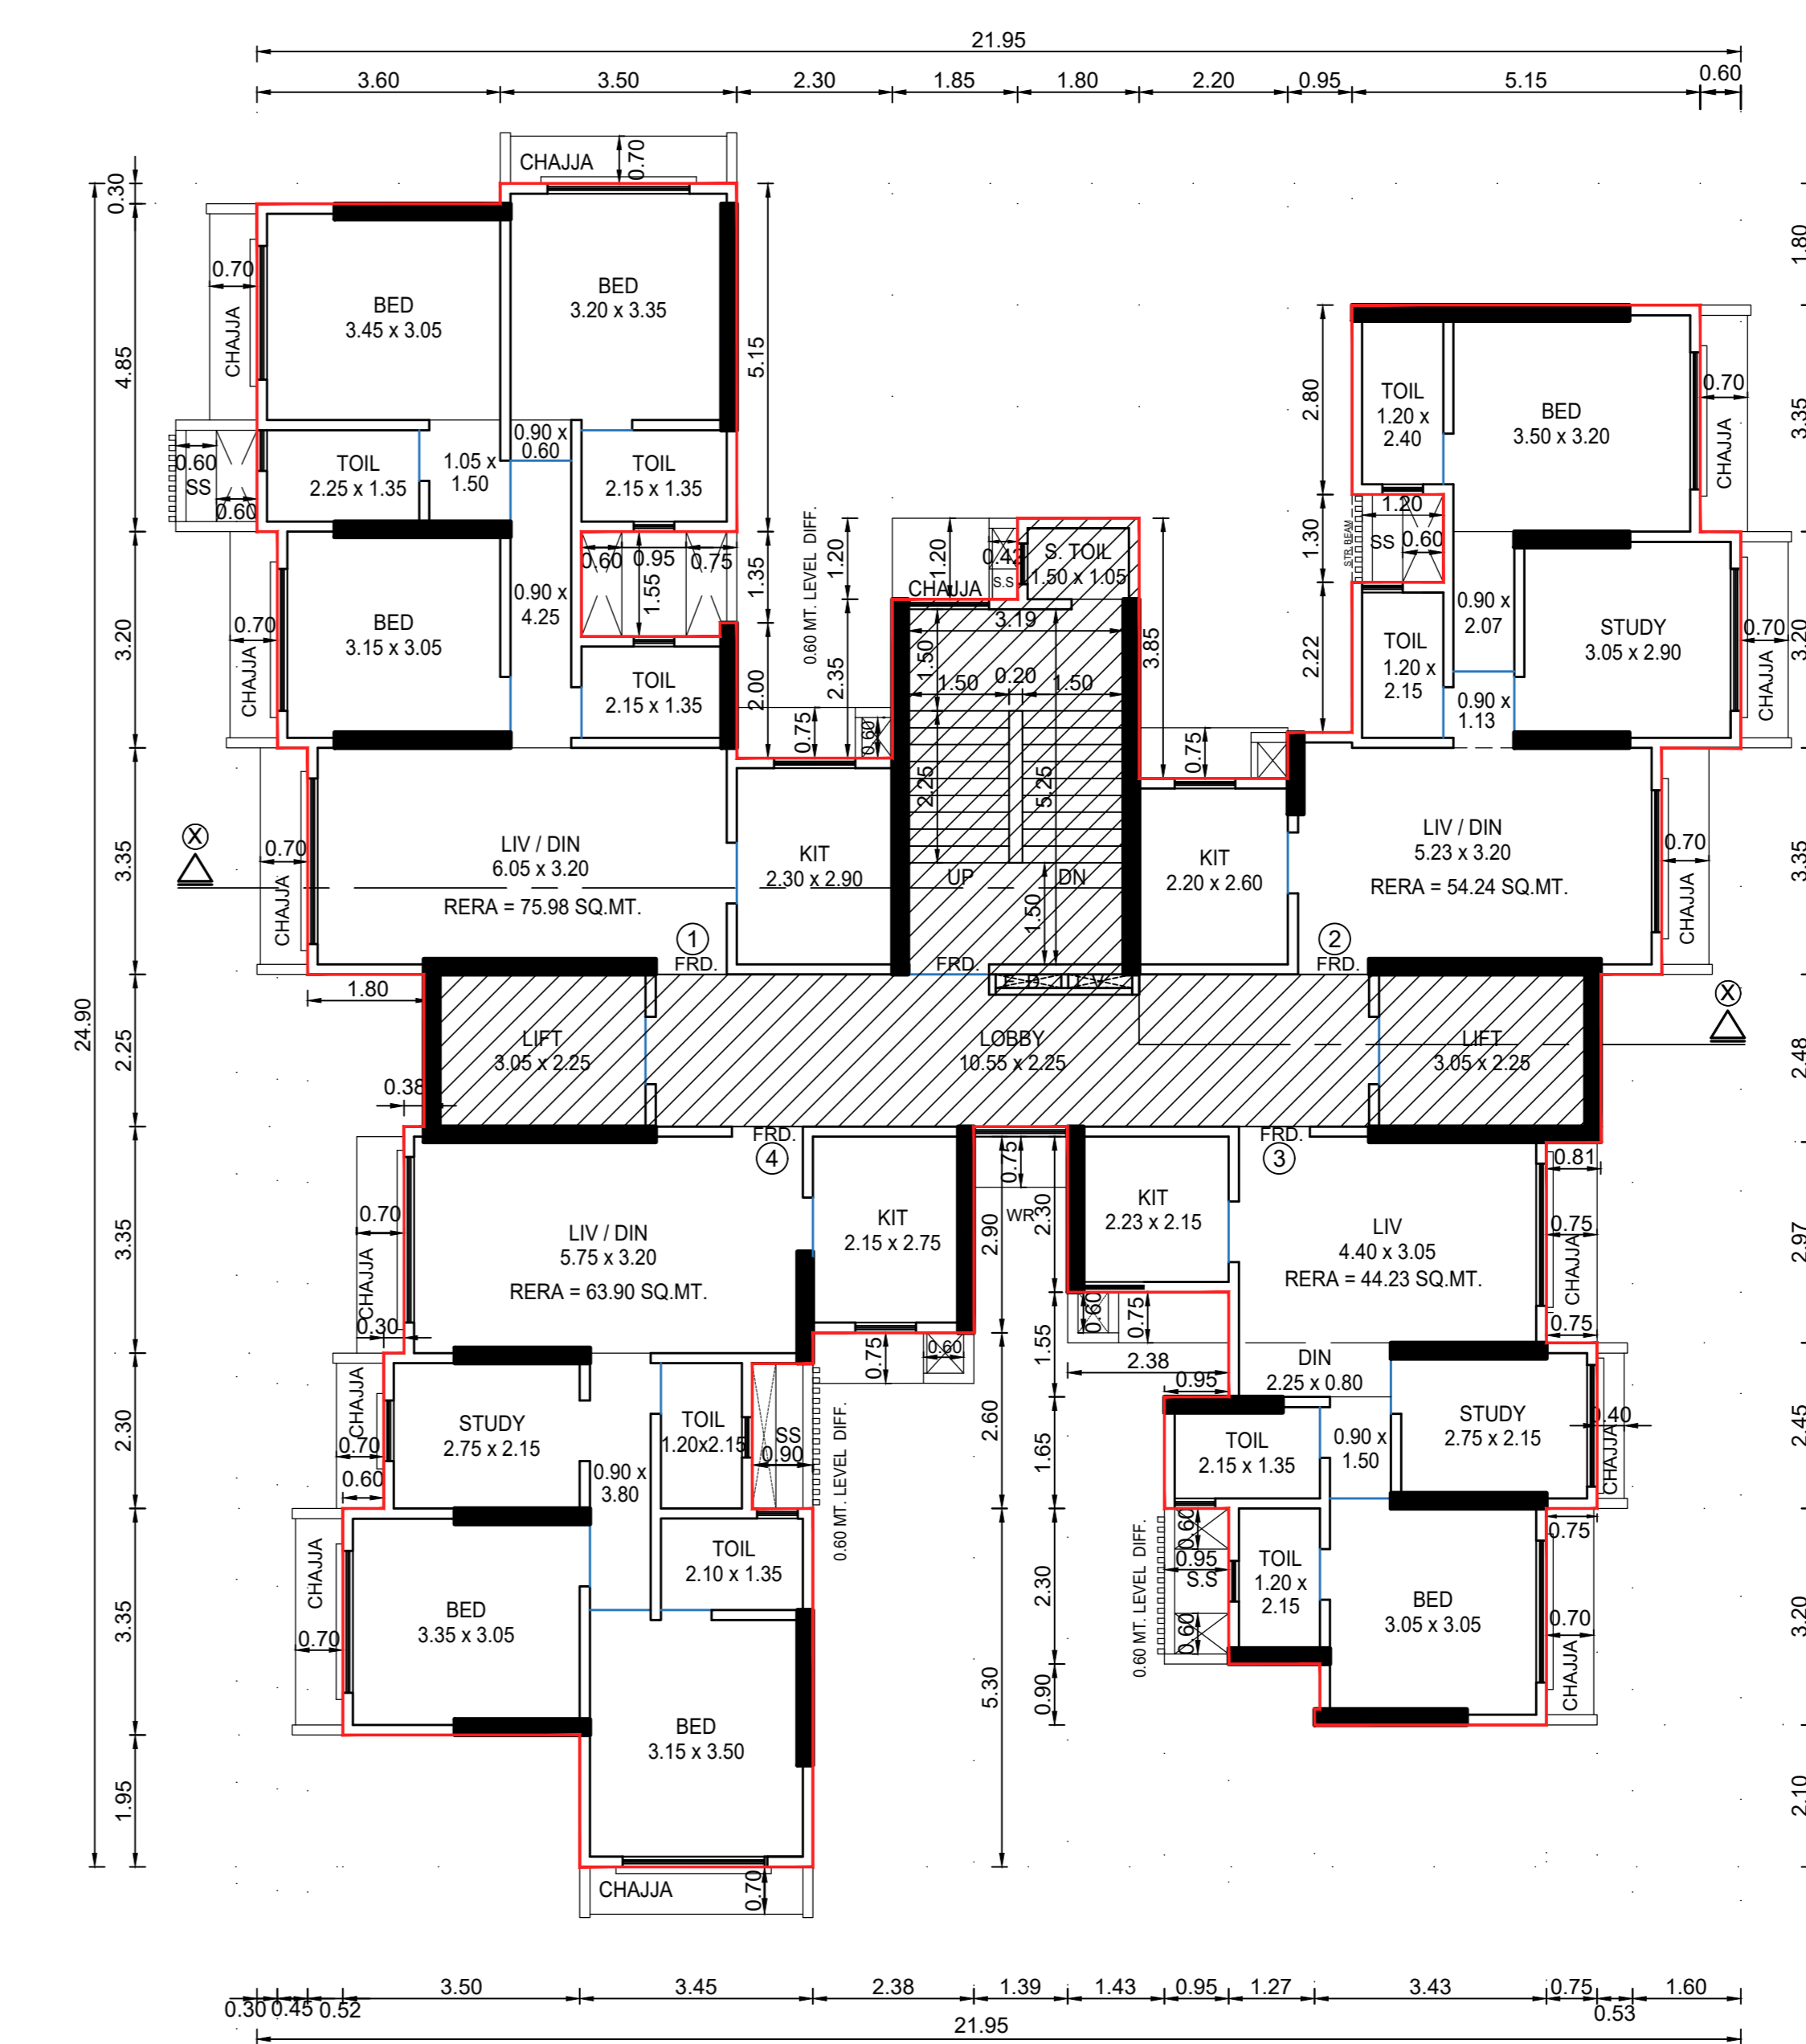 21.95
3.60
3.50
2.30
1.85
1.80
2.20
0.95
5.15
0.60
CHAJJA
0.70
0.30
4.85
3.20
3.35
2.25
3.35
2.30
3.35
1.95
24.90
BED
3.45 x 3.05
BED
3.20 x 3.35
0.70
CHAJJA
5.15
0.60
SS
0.60
TOIL
2.25 x 1.35
1.05 x
1.50
0.90 x
0.60
TOIL
2.15 x 1.35
0.60
0.95
0.75
1.55
1.35
0.90 x
4.25
BED
3.15 x 3.05
0.70
CHAJJA
TOIL
2.15 x 1.35
2.00
0.60 MT. LEVEL DIFF.
1.20
2.35
0.75
0.60
LIV / DIN
6.05 x 3.20
RERA = 75.98 SQ.MT.
0.70
CHAJJA
X
KIT
2.30 x 2.90
1
FRD.
1.80
1.20
CHAJJA
0.43
S.S
S. TOIL
1.50 x 1.05
3.19
1.50
1.50
0.20
1.50
2.25
5.25
UP
DN
1.50
FRD.
3.85
0.75
KIT
2.20 x 2.60
2.80
1.30
2.22
TOIL
1.20 x
2.40
BED
3.50 x 3.20
0.70
CHAJJA
STR.BEAM
1.20
SS
0.60
TOIL
1.20 x
2.15
0.90 x
2.07
0.90 x
1.13
STUDY
3.05 x 2.90
0.70
CHAJJA
LIV / DIN
5.23 x 3.20
RERA = 54.24 SQ.MT.
0.70
CHAJJA
2
FRD.
X
1.80
3.35
3.20
3.35
2.48
2.97
2.45
3.20
2.10
LIFT
3.05 x 2.25
LOBBY
10.55 x 2.25
LIFT
3.05 x 2.25
0.38
FRD.
4
FRD.
3
0.81
LIV / DIN
5.75 x 3.20
RERA = 63.90 SQ.MT.
0.70
CHAJJA
0.30
KIT
2.15 x 2.75
0.75
0.60
0.75
WR
2.90
2.30
KIT
2.23 x 2.15
LIV
4.40 x 3.05
RERA = 44.23 SQ.MT.
0.75
CHAJJA
0.75
0.60
0.75
1.55
2.38
0.95
DIN
2.25 x 0.80
CHAJJA
0.70
0.60
STUDY
2.75 x 2.15
TOIL
1.20x2.15
SS
0.90
0.60 MT. LEVEL DIFF.
0.90 x
3.80
2.60
1.65
TOIL
2.15 x 1.35
0.90 x
1.50
STUDY
2.75 x 2.15
0.40
CHAJJA
0.75
CHAJJA
0.70
BED
3.35 x 3.05
TOIL
2.10 x 1.35
BED
3.15 x 3.50
5.30
2.30
0.90
0.60 MT. LEVEL DIFF.
0.60
0.95
S.S
0.60
TOIL
1.20 x
2.15
BED
3.05 x 3.05
0.70
CHAJJA
CHAJJA
0.70
0.30
0.45
0.52
3.50
3.45
2.38
1.39
1.43
0.95
1.27
3.43
0.75
0.53
1.60
21.95